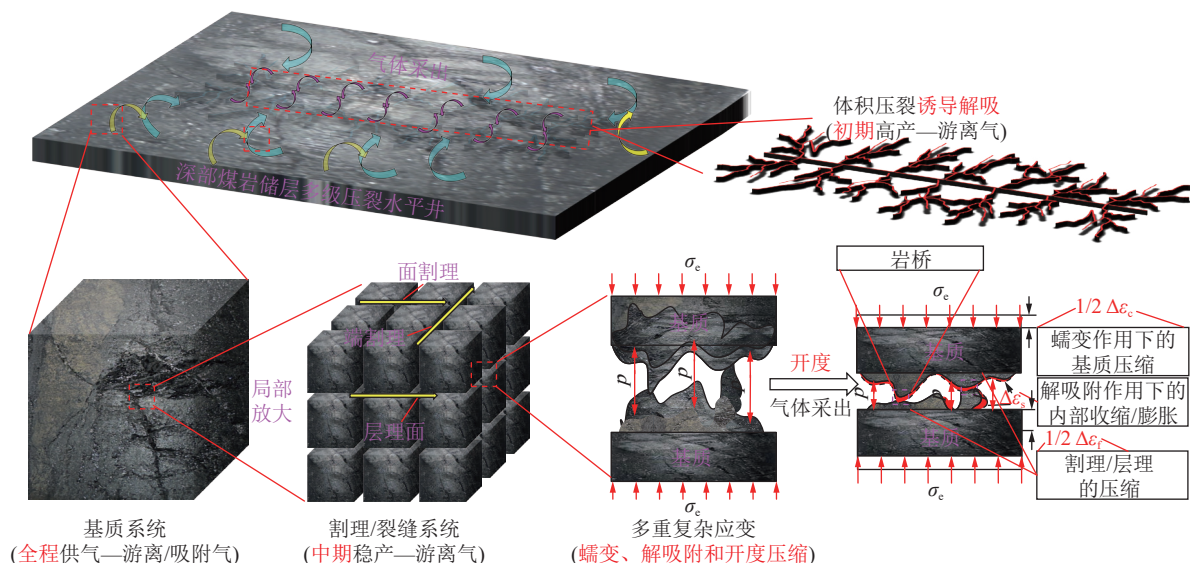 气体采出
深部煤岩储层多级压裂水平井
体积压裂诱导解吸
(初期高产—游离气)
局部
放大
面割理
端割理
层理面
σe
基质
p
p
基质
σe
开度
气体采出
岩桥
σe
基质
p
Δεs
基质
σe
1/2 Δεc
蠕变作用下的
基质压缩
解吸附作用下的
内部收缩/膨胀
1/2 Δεf
割理/层理
的压缩
基质系统
(全程供气—游离/吸附气)
割理/裂缝系统
(中期稳产—游离气)
多重复杂应变
(蠕变、解吸附和开度压缩)